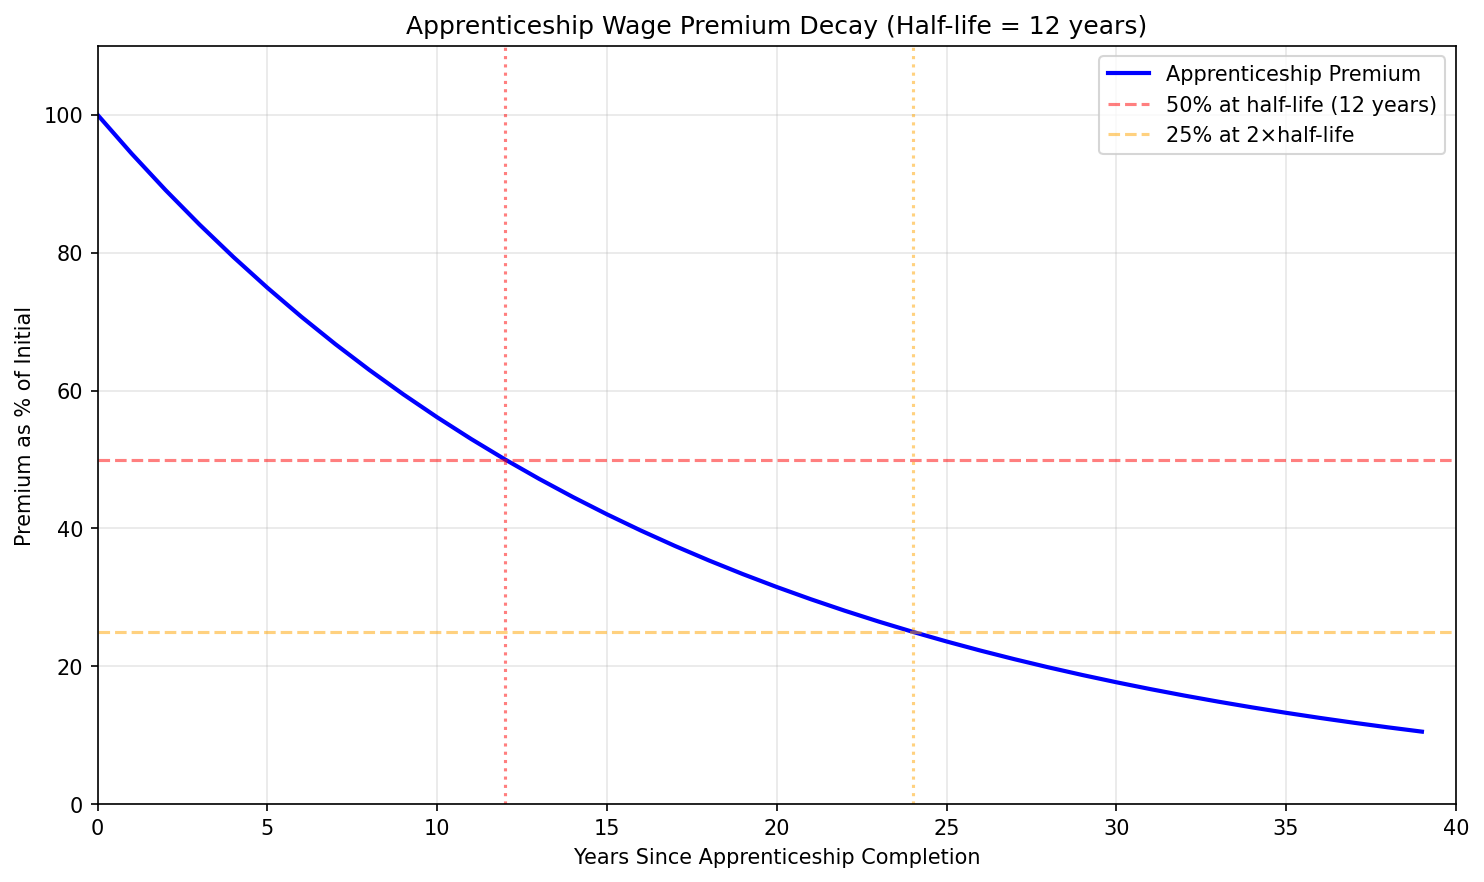 Apprenticeship Wage Premium Decay (Half-life = 12 years)
Apprenticeship Premium
50% at half-life (12 years)
25% at 2×half-life
Premium as % of Initial
100
80
60
40
20
0
0 5 10 15 20 25 30 35 40
Years Since Apprenticeship Completion